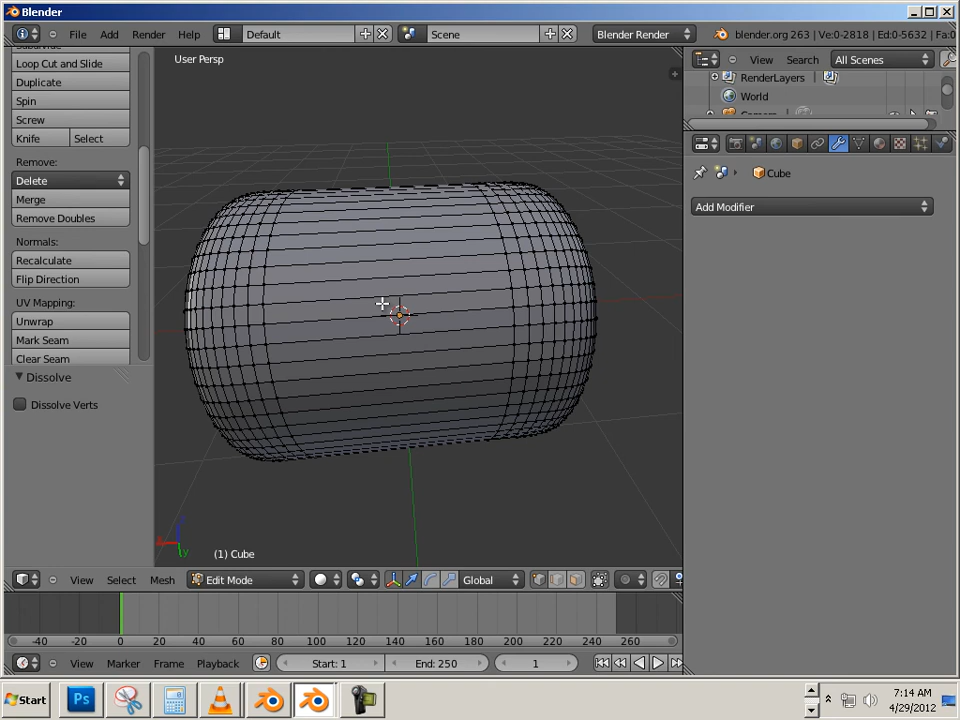 Blender
File Add Render Help Default Scene Blender Render blender.org 263 | Ve:0-2818 | Ed:0-5632 | Fa:0
User Persp
Loop Cut and Slide
Duplicate
Spin
Screw
Knife Select
Remove:
Delete
Merge
Remove Doubles
Normals:
Recalculate
Flip Direction
UV Mapping:
Unwrap
Mark Seam
Clear Seam
Dissolve
Dissolve Verts
View Search All Scenes
RenderLayers
World
Cube
Add Modifier
x
y
(1) Cube
View Select Mesh Edit Mode Global
-40 -20 0 20 40 60 80 100 120 140 160 180 200 220 240 260
View Marker Frame Playback Start: 1 End: 250 1
Start Ps
7:14 AM
4/29/2012